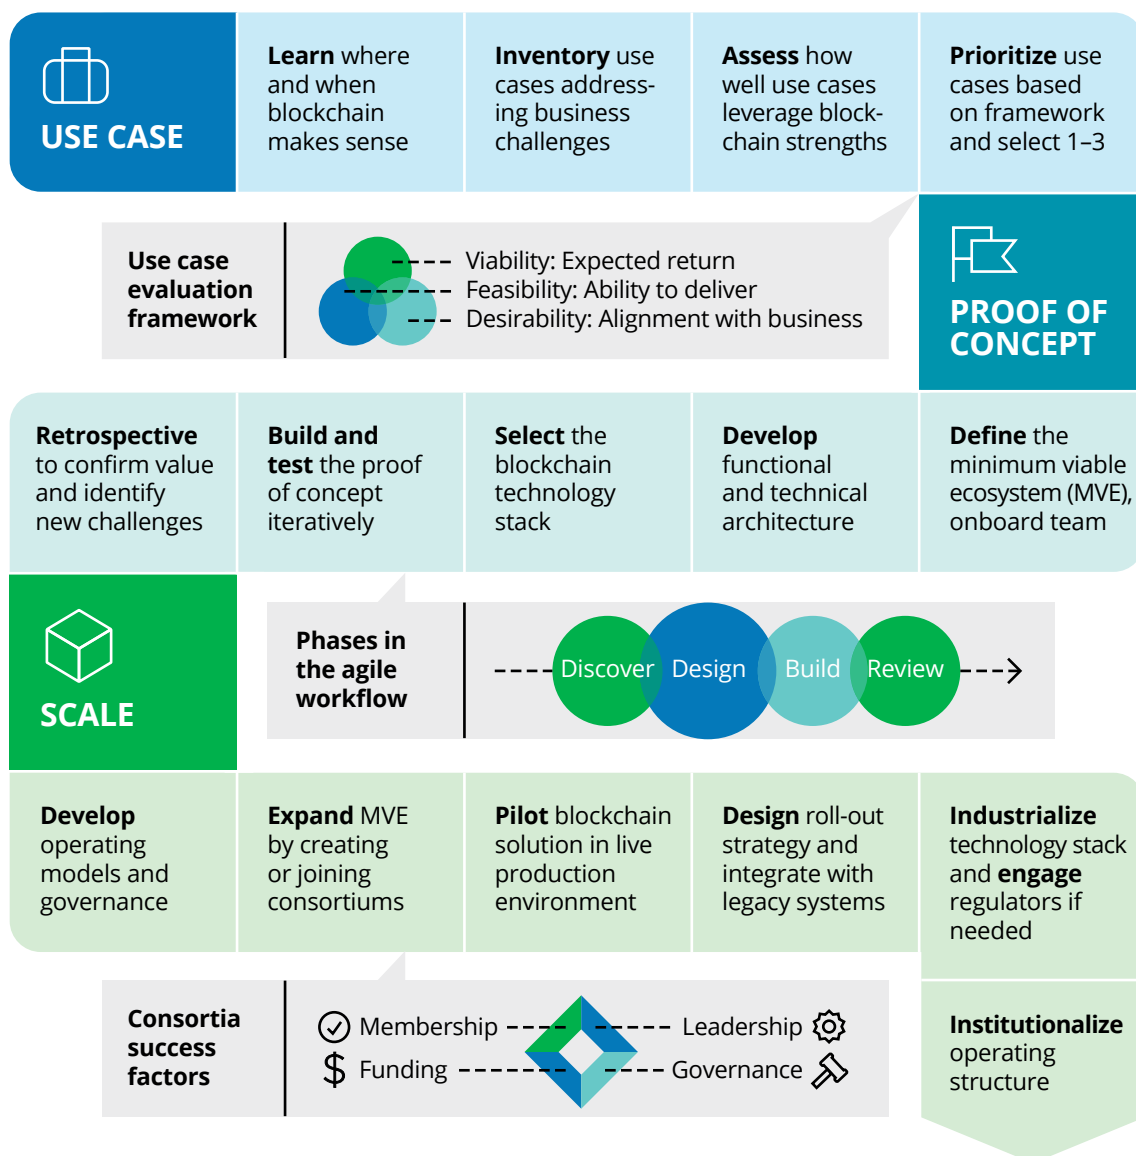 USE CASE
Learn where
and when
blockchain
makes sense
Inventory use
cases address-
ing business
challenges
Assess how
well use cases
leverage block-
chain strengths
Prioritize use
cases based
on framework
and select 1–3
Use case
evaluation
framework
Viability: Expected return
Feasibility: Ability to deliver
Desirability: Alignment with business
PROOF OF
CONCEPT
Retrospective
to confirm value
and identify
new challenges
Build and
test the proof
of concept
iteratively
Select the
blockchain
technology
stack
Develop
functional
and technical
architecture
Define the
minimum viable
ecosystem (MVE),
onboard team
SCALE
Phases in
the agile
workflow
Discover
Design
Build
Review
Develop
operating
models and
governance
Expand MVE
by creating
or joining
consortiums
Pilot blockchain
solution in live
production
environment
Design roll-out
strategy and
integrate with
legacy systems
Industrialize
technology stack
and engage
regulators if
needed
Consortia
success
factors
Membership
Leadership
$ Funding
Governance
Institutionalize
operating
structure